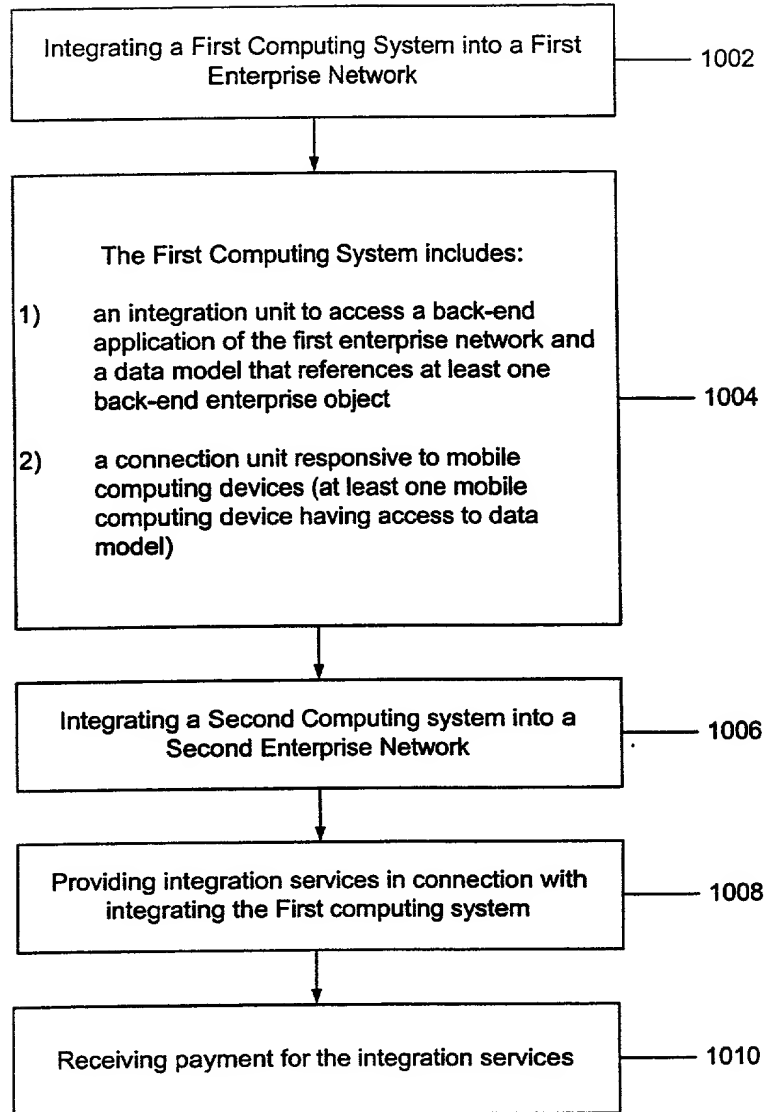 Integrating a First Computing System into a First
Enterprise Network
1002
The First Computing System includes:
1) an integration unit to access a back-end
application of the first enterprise network and
a data model that references at least one
back-end enterprise object
1004
2) a connection unit responsive to mobile
computing devices (at least one mobile
computing device having access to data
model)
Integrating a Second Computing system into a
Second Enterprise Network
1006
Providing integration services in connection with
integrating the First computing system
1008
Receiving payment for the integration services
1010